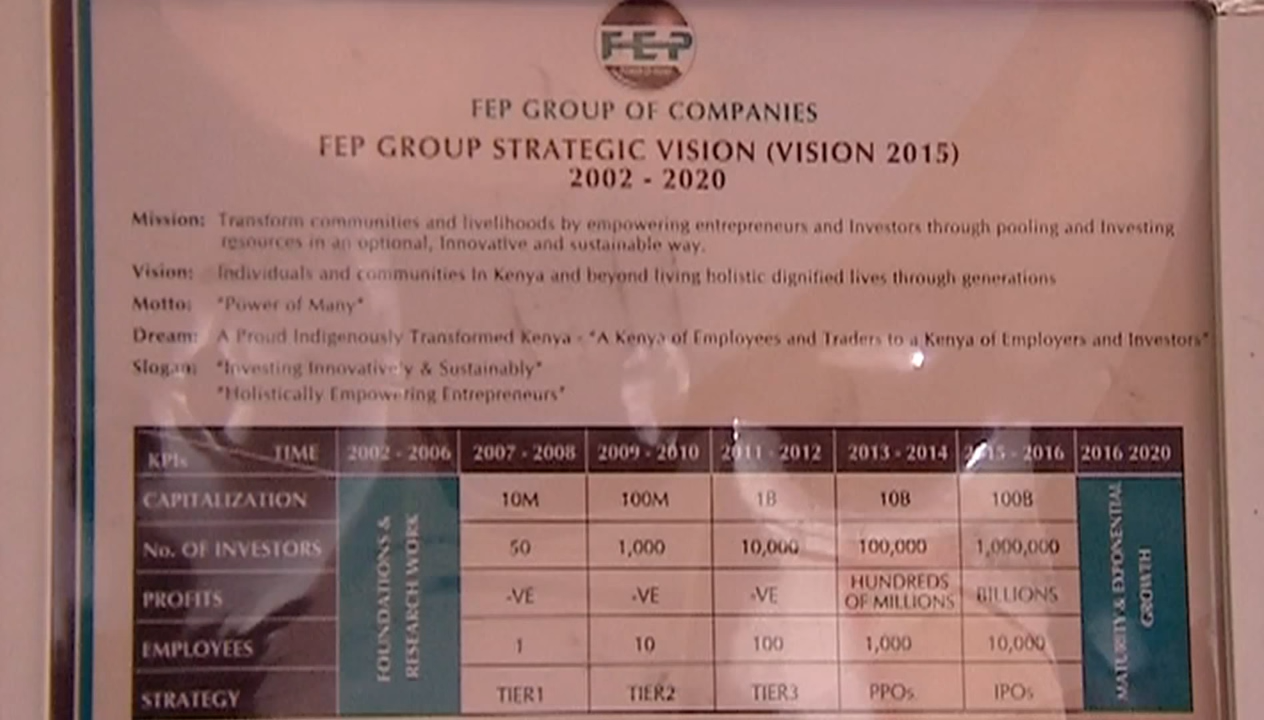 FEP
FEP GROUP OF COMPANIES
FEP GROUP STRATEGIC VISION (VISION 2015)
2002 - 2020
Mission: Transform communities and livelihoods by empowering entrepreneurs and Investors through pooling and Investing
resources in an optional, Innovative and sustainable way.
Vision: Individuals and communities In Kenya and beyond living holistic dignified lives through generations
Motto: "Power of Many"
Dream: A Proud Indigenously Transformed Kenya - "A Kenya of Employees and Traders to a Kenya of Employers and Investors"
Slogan: "Investing Innovatively & Sustainably"
"Holistically Empowering Entrepreneurs"
KPIs TIME 2002 - 2006 2007 - 2008 2009 - 2010 2011 - 2012 2013 - 2014 2015 - 2016 2016 2020
CAPITALIZATION 10M 100M 1B 10B 100B
No. OF INVESTORS 50 1,000 10,000 100,000 1,000,000
PROFITS -VE -VE -VE HUNDREDS OF MILLIONS BILLIONS
EMPLOYEES 1 10 100 1,000 10,000
STRATEGY TIER1 TIER2 TIER3 PPOs IPOs
FOUNDATIONS &
RESEARCH WORK
MATURITY & EXPONENTIAL
GROWTH